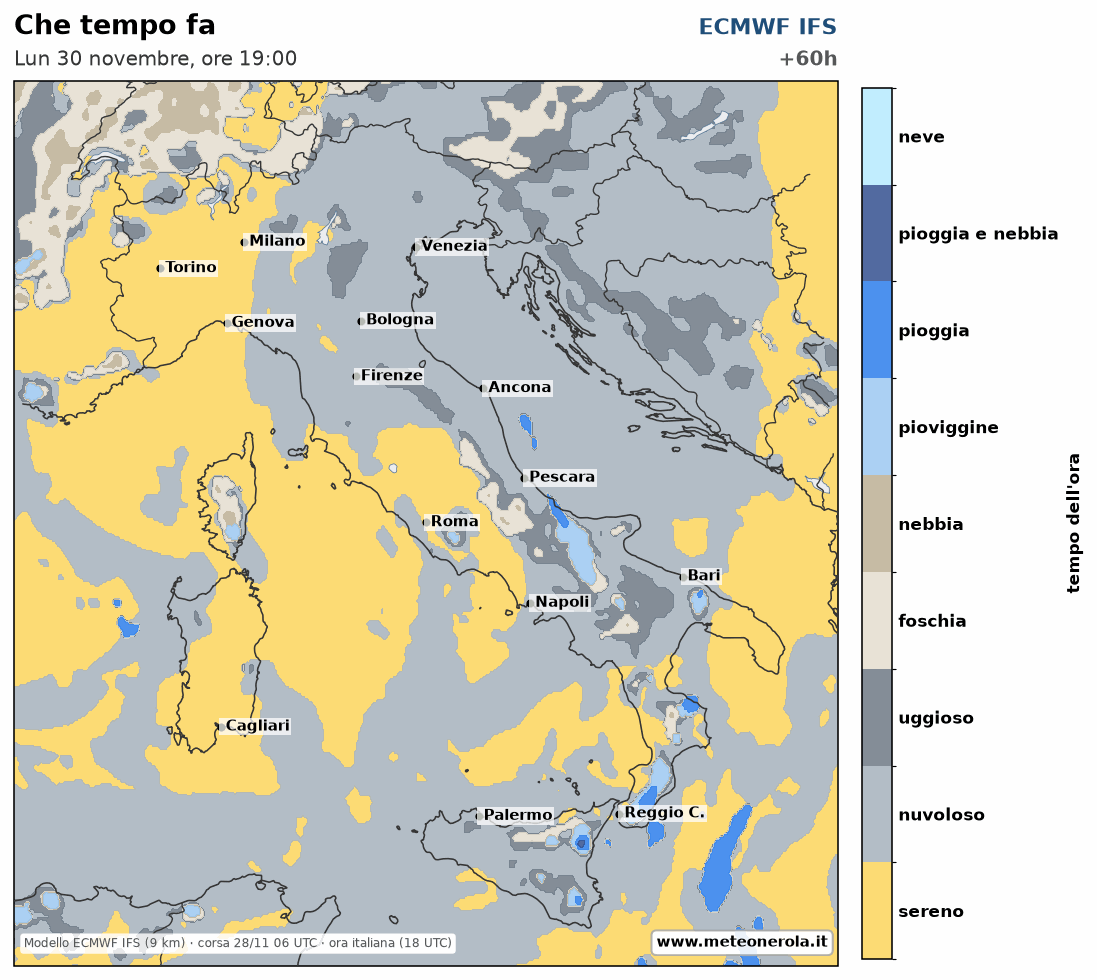 Che tempo fa
ECMWF IFS
Lun 30 novembre, ore 19:00
+60h
neve
pioggia e nebbia
pioggia
pioviggine
nebbia
foschia
uggioso
nuvoloso
sereno
tempo dell'ora
Milano
Venezia
Torino
Genova
Bologna
Firenze
Ancona
Pescara
Roma
Bari
Napoli
Cagliari
Palermo
Reggio C.
Modello ECMWF IFS (9 km) · corsa 28/11 06 UTC · ora italiana (18 UTC)
www.meteonerola.it